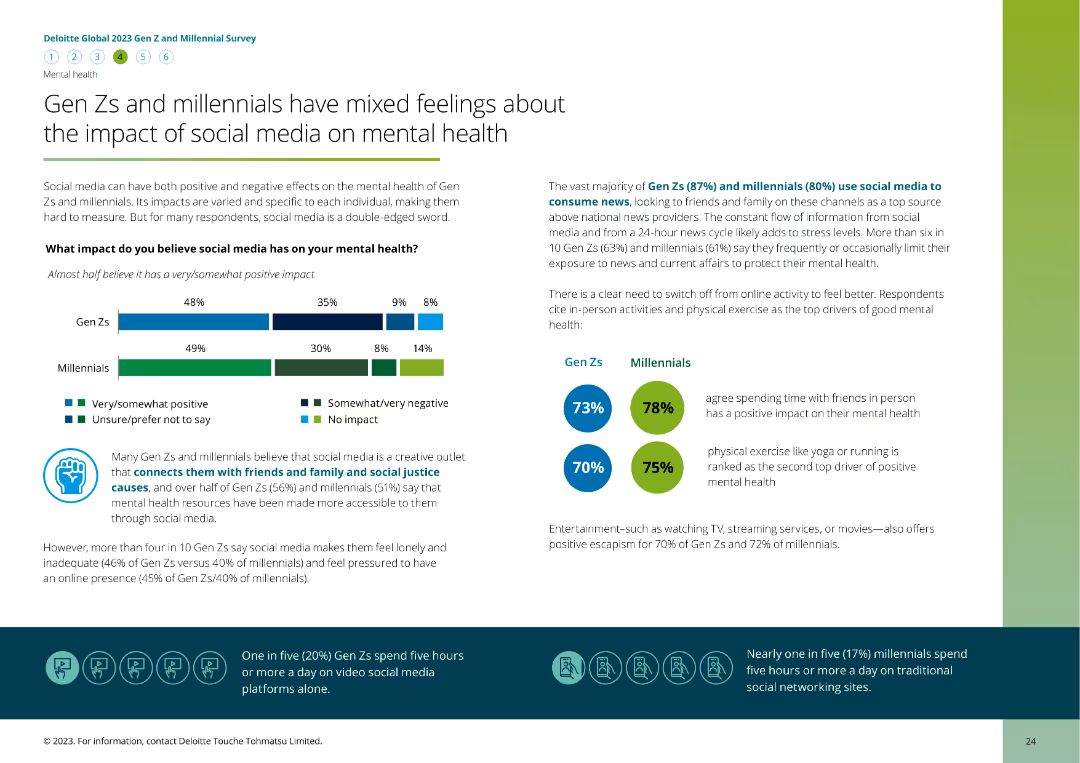 Deloitte Global 2023 Gen Z and Millennial Survey
1 2 3 4 5 6
Mental health
Gen Zs and millennials have mixed feelings about
the impact of social media on mental health
Social media can have both positive and negative effects on the mental health of Gen
Zs and millennials. Its impacts are varied and specific to each individual, making them
hard to measure. But for many respondents, social media is a double-edged sword.
What impact do you believe social media has on your mental health?
Almost half believe it has a very/somewhat positive impact
48% 35% 9% 8%
Gen Zs
49% 30% 8% 14%
Millennials
Very/somewhat positive
Somewhat/very negative
Unsure/prefer not to say
No impact
Many Gen Zs and millennials believe that social media is a creative outlet
that connects them with friends and family and social justice
causes, and over half of Gen Zs (56%) and millennials (51%) say that
mental health resources have been made more accessible to them
through social media.
However, more than four in 10 Gen Zs say social media makes them feel lonely and
inadequate (46% of Gen Zs versus 40% of millennials) and feel pressured to have
an online presence (45% of Gen Zs/40% of millennials).
The vast majority of Gen Zs (87%) and millennials (80%) use social media to
consume news, looking to friends and family on these channels as a top source
above national news providers. The constant flow of information from social
media and from a 24-hour news cycle likely adds to stress levels. More than six in
10 Gen Zs (63%) and millennials (61%) say they frequently or occasionally limit their
exposure to news and current affairs to protect their mental health.
There is a clear need to switch off from online activity to feel better. Respondents
cite in-person activities and physical exercise as the top drivers of good mental
health:
Gen Zs Millennials
73% 78%
agree spending time with friends in person
has a positive impact on their mental health
70% 75%
physical exercise like yoga or running is
ranked as the second top driver of positive
mental health
Entertainment–such as watching TV, streaming services, or movies—also offers
positive escapism for 70% of Gen Zs and 72% of millennials.
One in five (20%) Gen Zs spend five hours
or more a day on video social media
platforms alone.
Nearly one in five (17%) millennials spend
five hours or more a day on traditional
social networking sites.
© 2023. For information, contact Deloitte Touche Tohmatsu Limited.
24